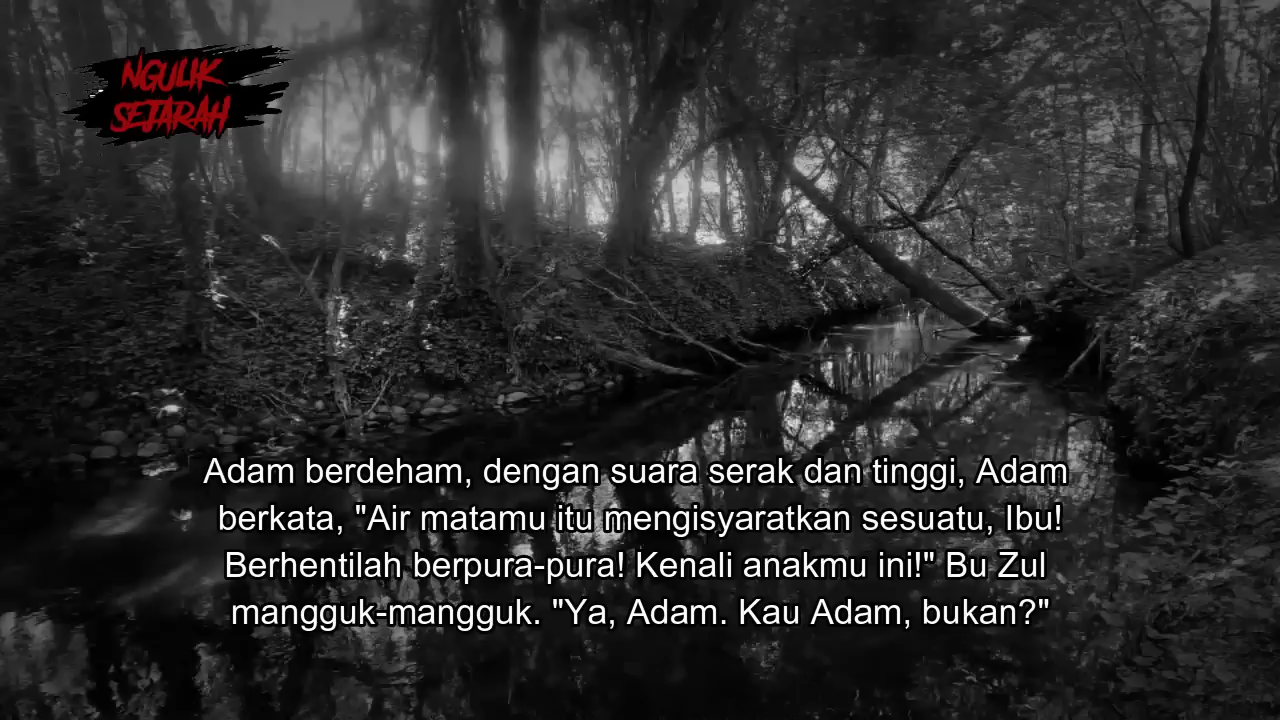 NGULIK
SEJARAH
Adam berdeham, dengan suara serak dan tinggi, Adam
berkata, "Air matamu itu mengisyaratkan sesuatu, Ibu!
Berhentilah berpura-pura! Kenali anakmu ini!" Bu Zul
mangguk-mangguk. "Ya, Adam. Kau Adam, bukan?"